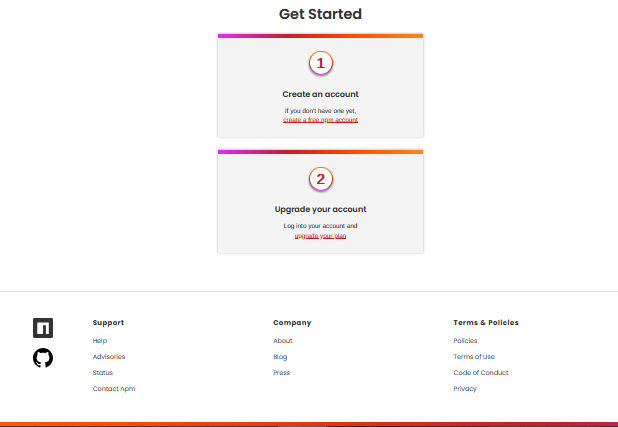 Get Started
1
Create an account
If you don't have one yet,
create a free npm account
2
Upgrade your account
Log into your account and
upgrade your plan
Support
Help
Advisories
Status
Contact npm
Company
About
Blog
Press
Terms & Policies
Policies
Terms of Use
Code of Conduct
Privacy